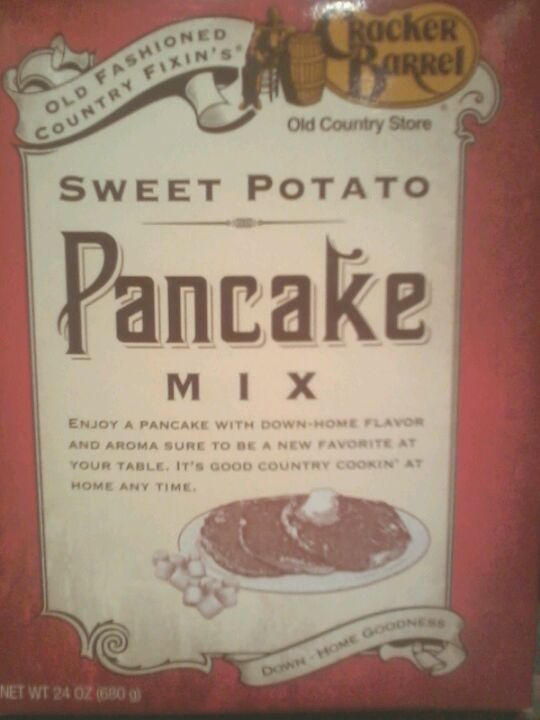 OLD FASHIONED
COUNTRY FIXIN'S®
Cracker
Barrel
®
Old Country Store
SWEET POTATO
Pancake
MIX
ENJOY A PANCAKE WITH DOWN-HOME FLAVOR
AND AROMA SURE TO BE A NEW FAVORITE AT
YOUR TABLE. IT'S GOOD COUNTRY COOKIN' AT
HOME ANY TIME.
DOWN-HOME GOODNESS
NET WT 24 OZ (680 g)